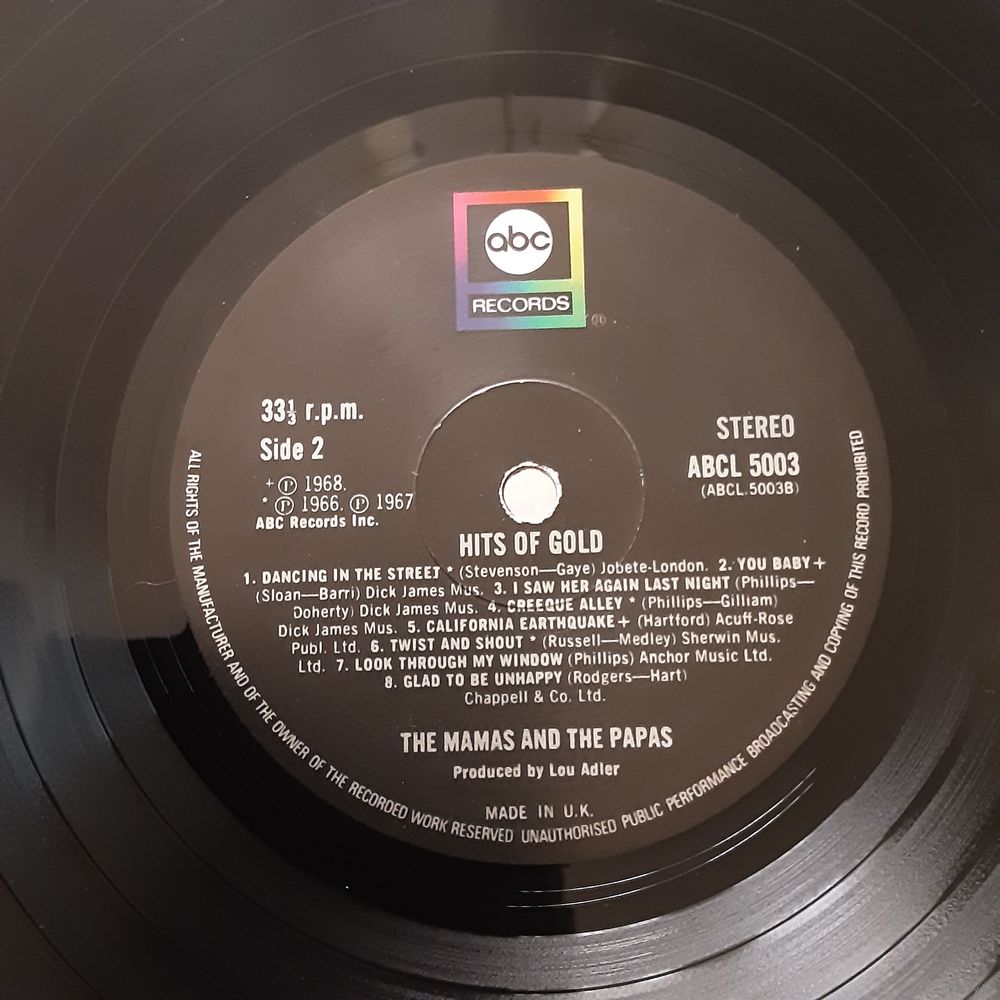 abc
RECORDS
®
33⅓ r.p.m.
Side 2
+ Ⓟ 1968.
* Ⓟ 1966. Ⓟ 1967
ABC Records Inc.
STEREO
ABCL 5003
(ABCL.5003B)
HITS OF GOLD
1. DANCING IN THE STREET * (Stevenson—Gaye) Jobete-London. 2. YOU BABY +
(Sloan—Barri) Dick James Mus. 3. I SAW HER AGAIN LAST NIGHT (Phillips—
Doherty) Dick James Mus. 4. CREEQUE ALLEY * (Phillips—Gilliam)
Dick James Mus. 5. CALIFORNIA EARTHQUAKE + (Hartford) Acuff-Rose
Publ. Ltd. 6. TWIST AND SHOUT * (Russell—Medley) Sherwin Mus.
Ltd. 7. LOOK THROUGH MY WINDOW (Phillips) Anchor Music Ltd.
8. GLAD TO BE UNHAPPY (Rodgers—Hart)
Chappell & Co. Ltd.
THE MAMAS AND THE PAPAS
Produced by Lou Adler
MADE IN U.K.
ALL RIGHTS OF THE MANUFACTURER AND OF THE OWNER OF THE RECORDED WORK RESERVED UNAUTHORISED PUBLIC PERFORMANCE BROADCASTING AND COPYING OF THIS RECORD PROHIBITED